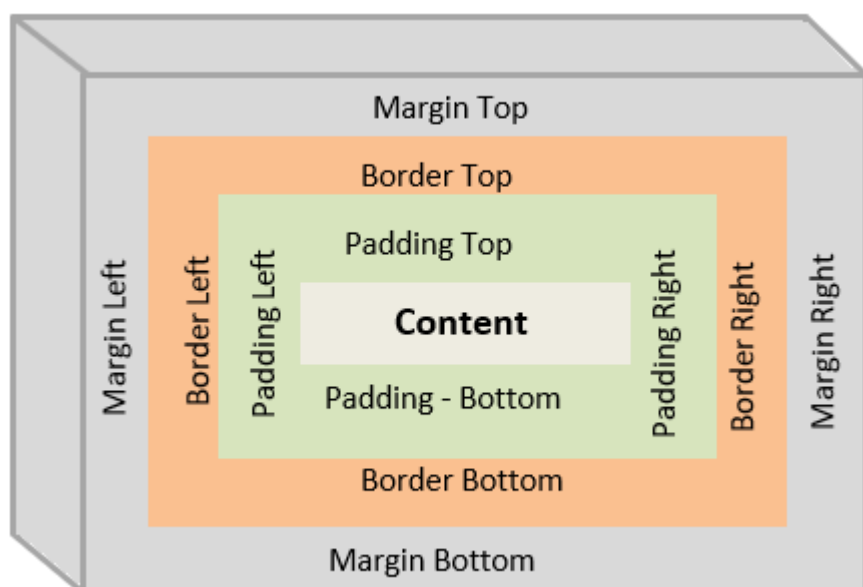 Margin Top
Border Top
Padding Top
Margin Left
Border Left
Padding Left
Content
Padding Right
Border Right
Margin Right
Padding - Bottom
Border Bottom
Margin Bottom